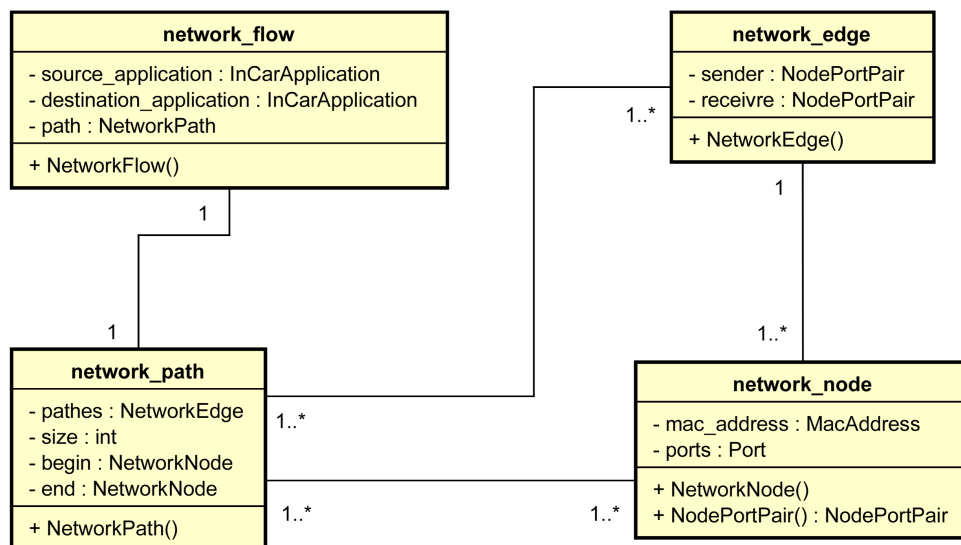 network_flow
- source_application : InCarApplication
- destination_application : InCarApplication
- path : NetworkPath
+ NetworkFlow()
network_edge
- sender : NodePortPair
- receivre : NodePortPair
+ NetworkEdge()
1..*
1
1
1
1..*
network_path
- pathes : NetworkEdge
- size : int
- begin : NetworkNode
- end : NetworkNode
+ NetworkPath()
1..*
1..*
1..*
network_node
- mac_address : MacAddress
- ports : Port
+ NetworkNode()
+ NodePortPair() : NodePortPair